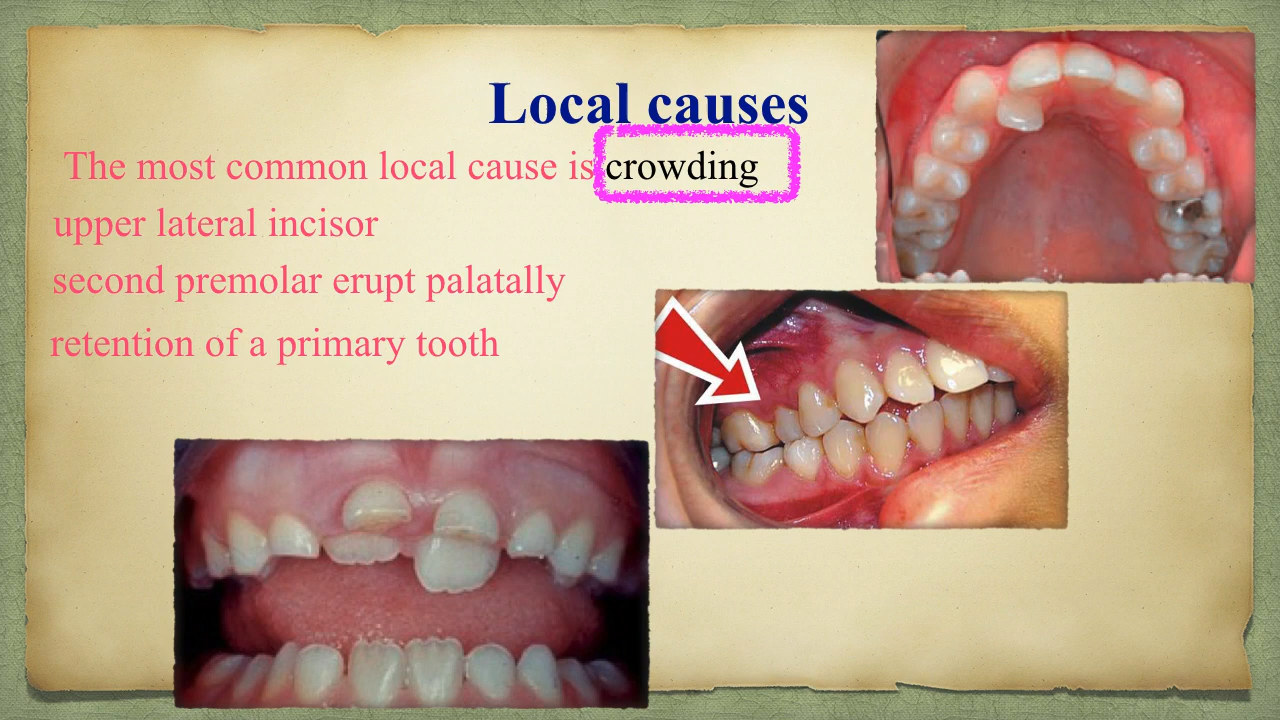 Local causes
The most common local cause is crowding
upper lateral incisor
second premolar erupt palatally
retention of a primary tooth